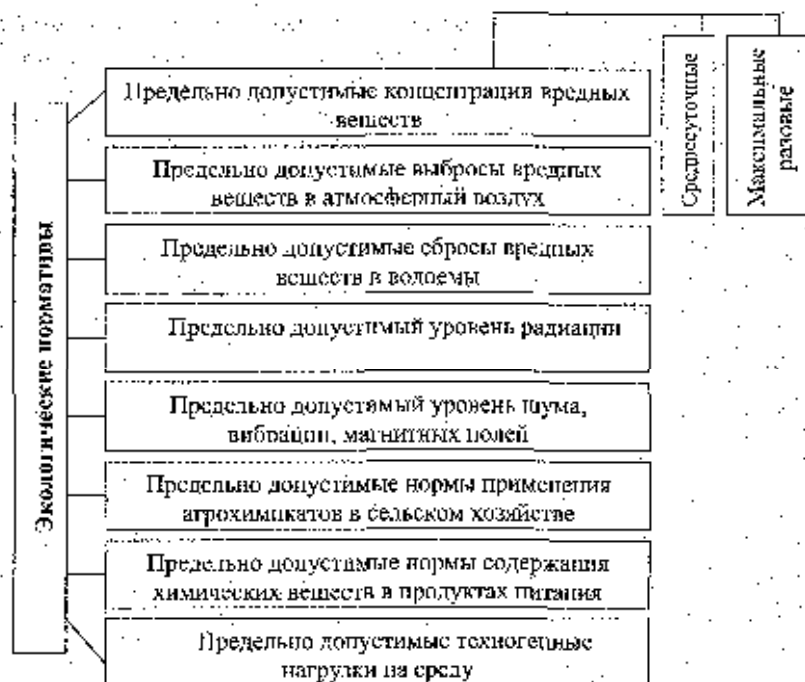 Экологические нормативы
Предельно допустимые концентрации вредных
веществ
Среднесуточные
Максимальные
разовые
Предельно допустимые выбросы вредных
веществ в атмосферный воздух
Предельно допустимые сбросы вредных
веществ в водоемы
Предельно допустимый уровень радиации
Предельно допустимый уровень шума,
вибрации, магнитных полей
Предельно допустимые нормы применения
агрохимикатов в сельском хозяйстве
Предельно допустимые нормы содержания
химических веществ в продуктах питания
Предельно допустимые техногенные
нагрузки на среду